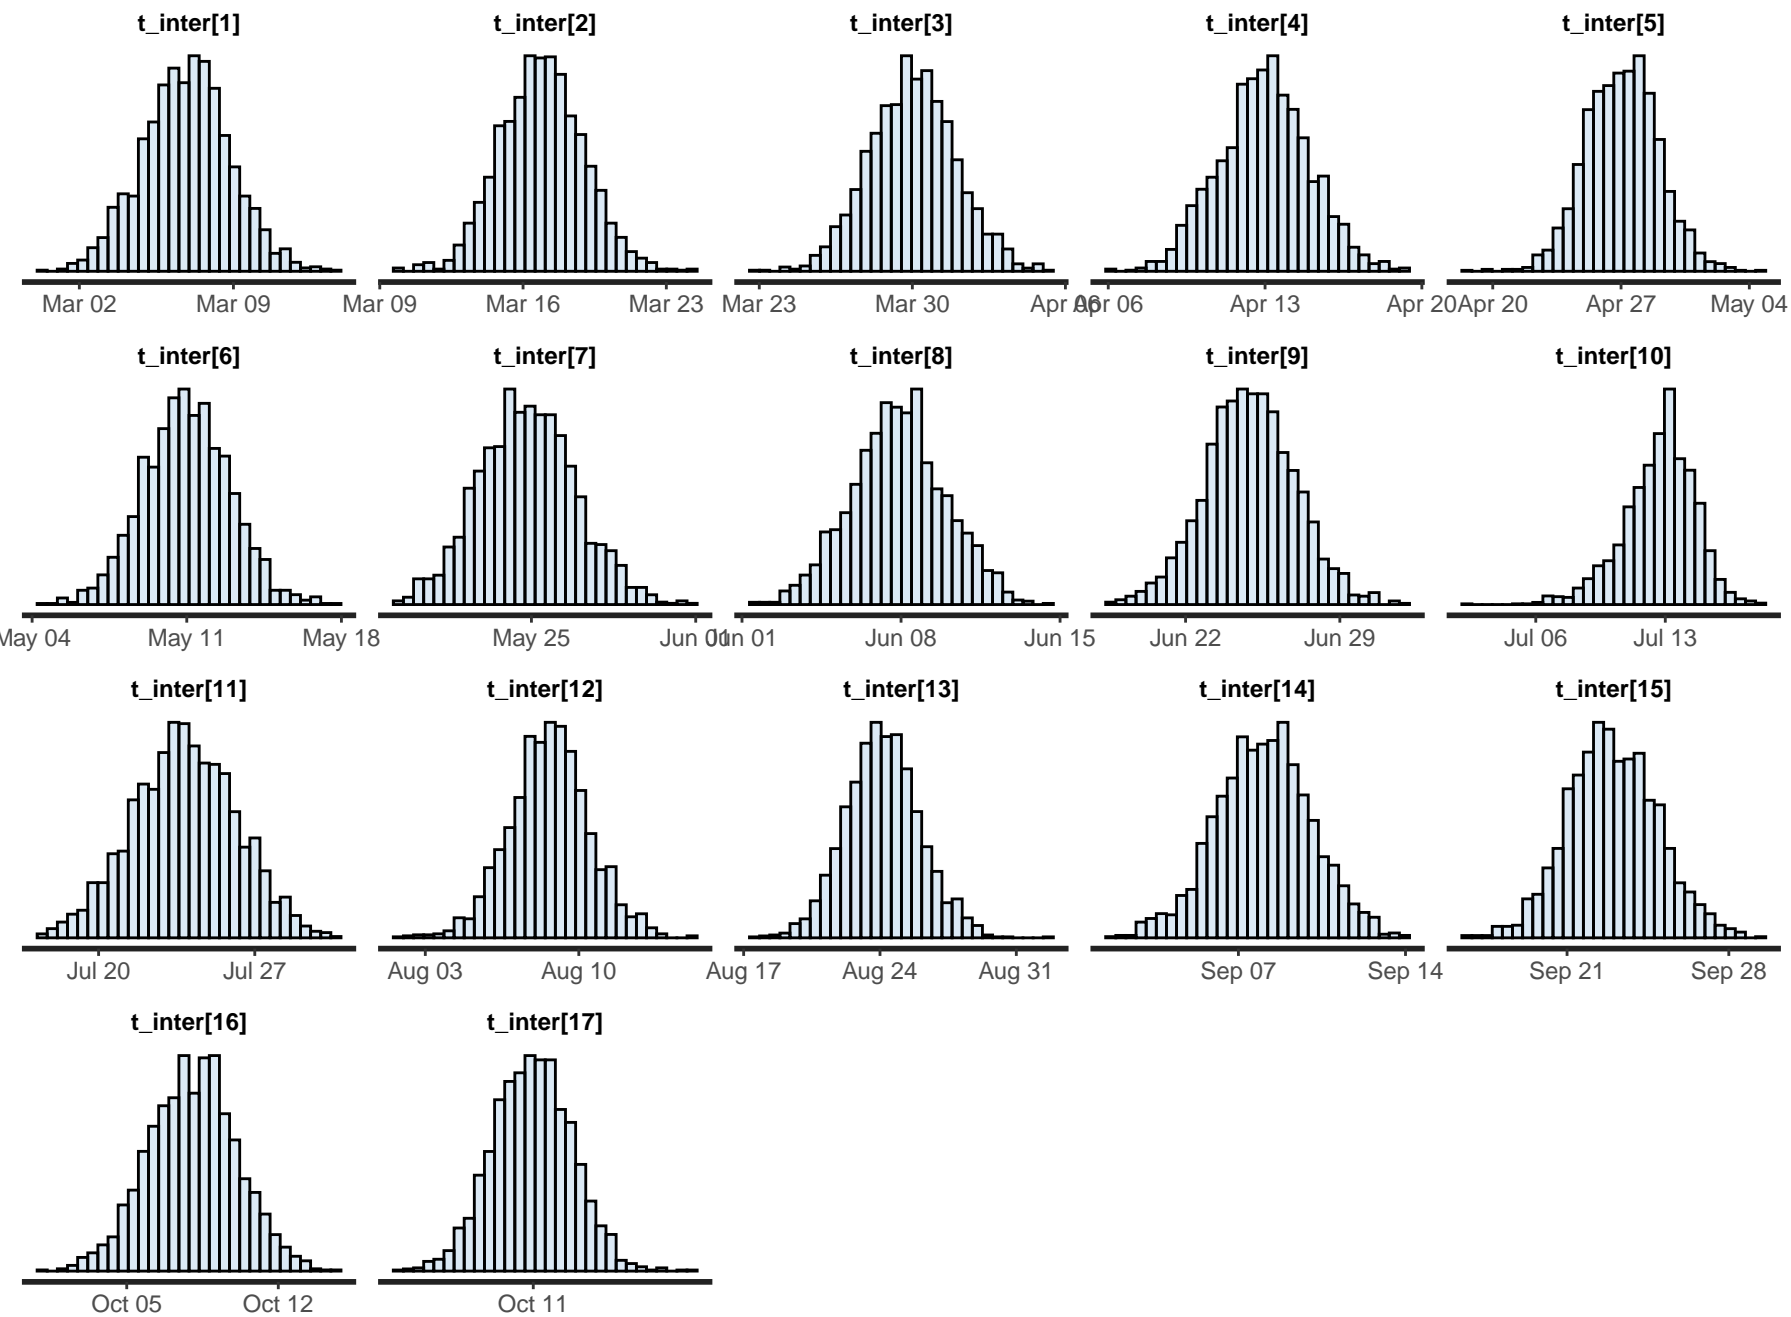 t_inter[1] t_inter[2] t_inter[3] t_inter[4] t_inter[5]
Mar 02 Mar 09 Mar 09 Mar 16 Mar 23 Mar 23 Mar 30 Apr 06 Apr 06 Apr 13 Apr 20 Apr 20 Apr 27 May 04
t_inter[6] t_inter[7] t_inter[8] t_inter[9] t_inter[10]
May 04 May 11 May 18 May 25 Jun 01 Jun 01 Jun 08 Jun 15 Jun 22 Jun 29 Jul 06 Jul 13
t_inter[11] t_inter[12] t_inter[13] t_inter[14] t_inter[15]
Jul 20 Jul 27 Aug 03 Aug 10 Aug 17 Aug 24 Aug 31 Sep 07 Sep 14 Sep 21 Sep 28
t_inter[16] t_inter[17]
Oct 05 Oct 12 Oct 11